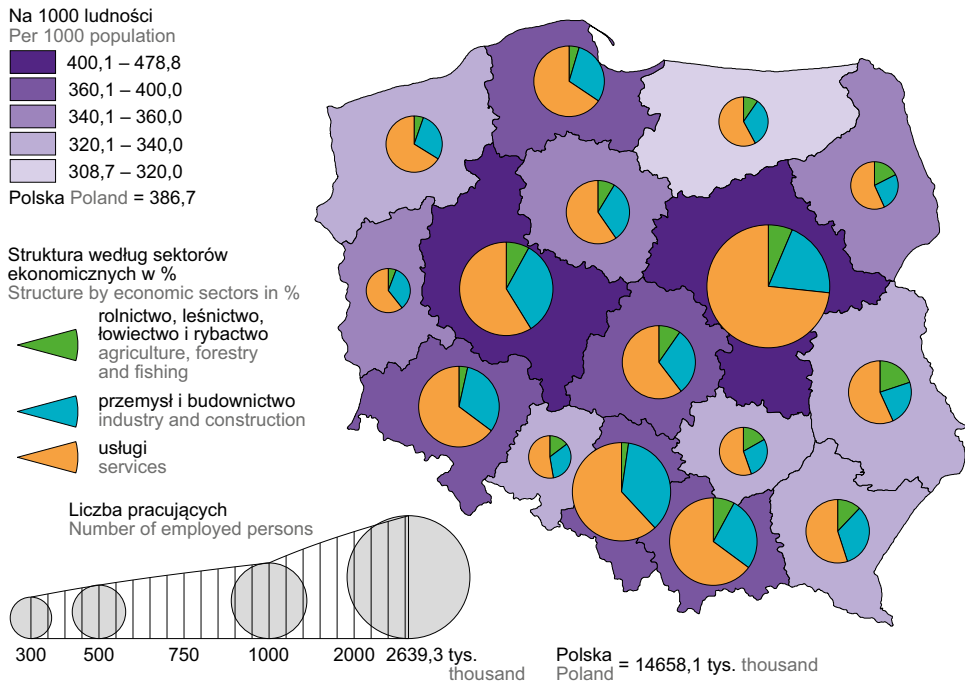 Na 1000 ludności
Per 1000 population
400,1 – 478,8
360,1 – 400,0
340,1 – 360,0
320,1 – 340,0
308,7 – 320,0
Polska Poland = 386,7
Struktura według sektorów
ekonomicznych w %
Structure by economic sectors in %
rolnictwo, leśnictwo,
łowiectwo i rybactwo
agriculture, forestry
and fishing
przemysł i budownictwo
industry and construction
usługi
services
Liczba pracujących
Number of employed persons
300 500 750 1000 2000 2639,3 tys.
thousand
Polska
Poland = 14658,1 tys. thousand